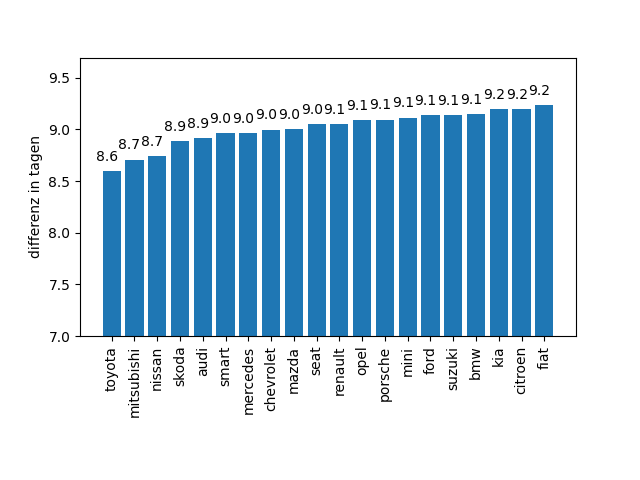 differenz in tagen
9.5
9.0
8.5
8.0
7.5
7.0
8.6 8.7 8.7 8.9 8.9 9.0 9.0 9.0 9.0 9.0 9.1 9.1 9.1 9.1 9.1 9.1 9.1 9.2 9.2 9.2
toyota
mitsubishi
nissan
skoda
audi
smart
mercedes
chevrolet
mazda
seat
renault
opel
porsche
mini
ford
suzuki
bmw
kia
citroen
fiat